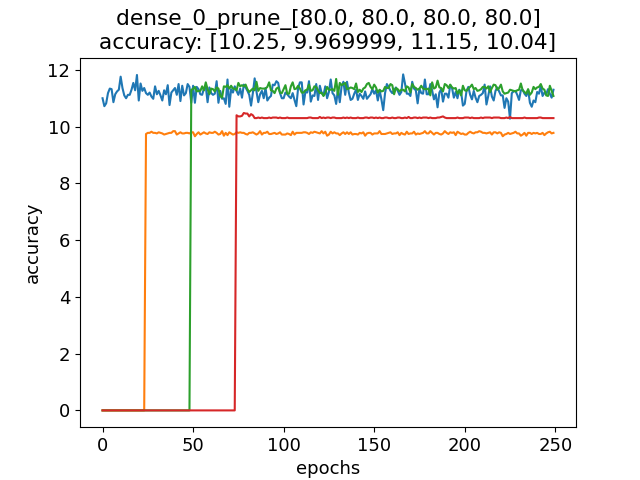 dense_0_prune_[80.0, 80.0, 80.0, 80.0]
accuracy: [10.25, 9.969999, 11.15, 10.04]
12
10
8
6
4
2
0
accuracy
0 50 100 150 200 250
epochs